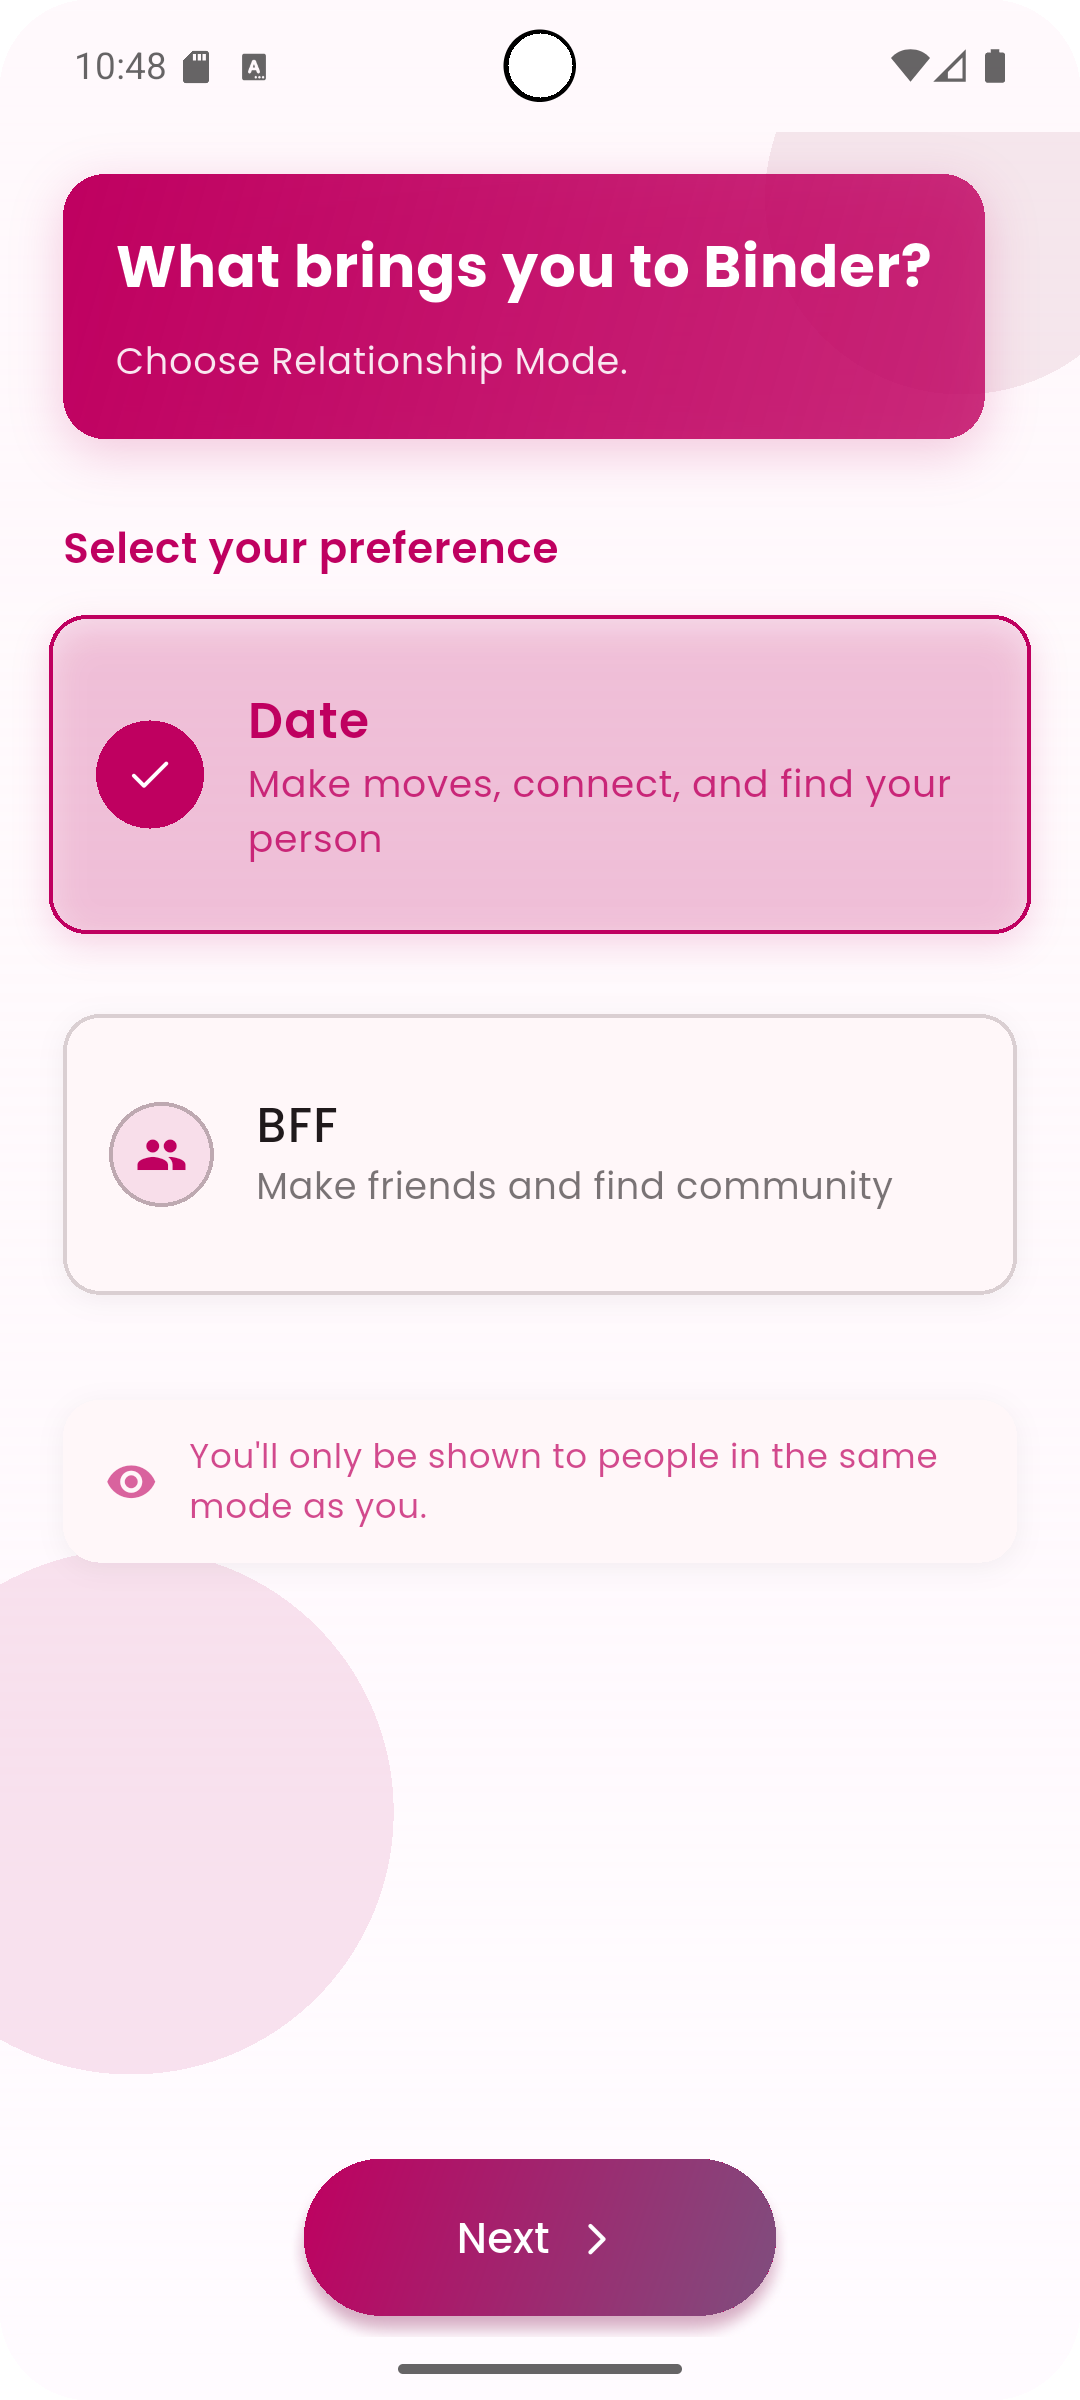 10:48
What brings you to Binder?
Choose Relationship Mode.
Select your preference
Date
Make moves, connect, and find your
person
BFF
Make friends and find community
You'll only be shown to people in the same
mode as you.
Next